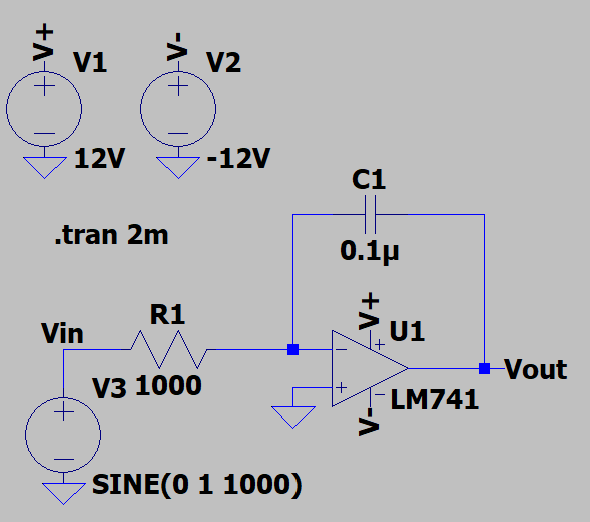 V+
V1
12V
V-
V2
-12V
.tran 2m
C1
0.1µ
Vin
R1
1000
V3
SINE(0 1 1000)
V+
U1
LM741
V-
Vout